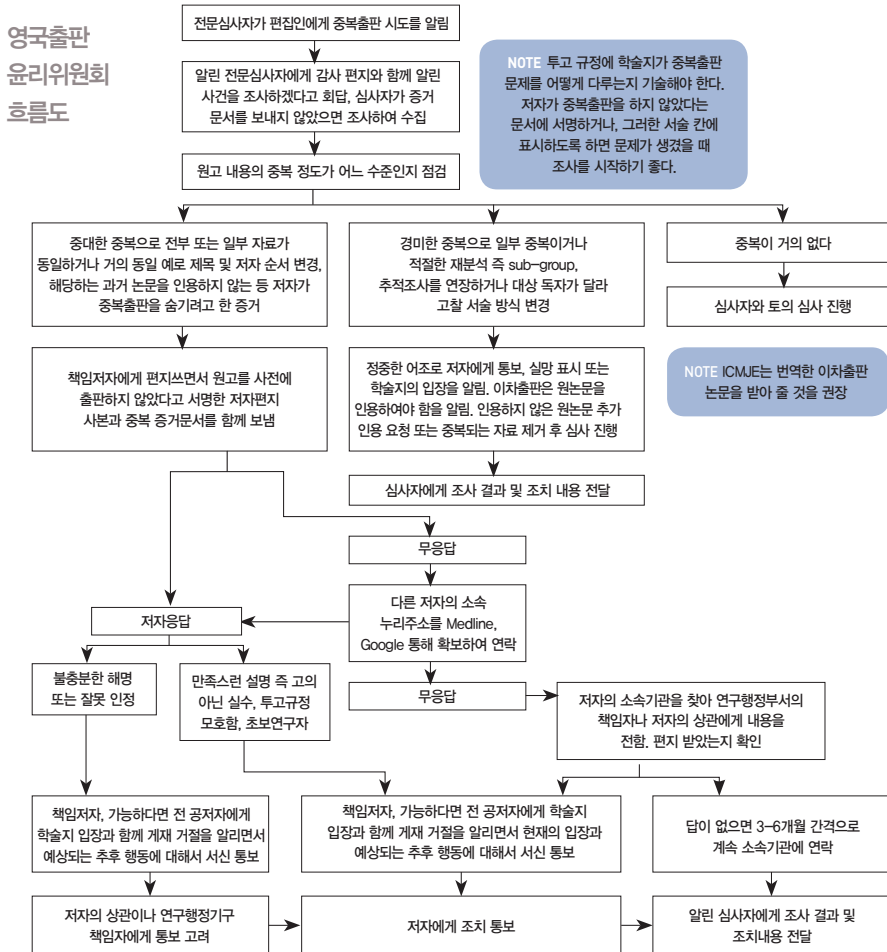 영국출판
윤리위원회
흐름도
전문심사자가 편집인에게 중복출판 시도를 알림
알린 전문심사자에게 감사 편지와 함께 알린
사건을 조사하겠다고 회답, 심사자가 증거
문서를 보내지 않았으면 조사하여 수집
NOTE 투고 규정에 학술지가 중복출판
문제를 어떻게 다루는지 기술해야 한다.
저자가 중복출판을 하지 않았다는
문서에 서명하거나, 그러한 서술 칸에
표시하도록 하면 문제가 생겼을 때
조사를 시작하기 좋다.
원고 내용의 중복 정도가 어느 수준인지 점검
중대한 중복으로 전부 또는 일부 자료가
동일하거나 거의 동일 예로 제목 및 저자 순서 변경,
해당하는 과거 논문을 인용하지 않는 등 저자가
중복출판을 숨기려고 한 증거
경미한 중복으로 일부 중복이거나
적절한 재분석 즉 sub-group,
추적조사를 연장하거나 대상 독자가 달라
고찰 서술 방식 변경
중복이 거의 없다
심사자와 토의 심사 진행
책임저자에게 편지쓰면서 원고를 사전에
출판하지 않았다고 서명한 저자편지
사본과 중복 증거문서를 함께 보냄
정중한 어조로 저자에게 통보, 실망 표시 또는
학술지의 입장을 알림. 이차출판은 원논문을
인용하여야 함을 알림. 인용하지 않은 원논문 추가
인용 요청 또는 중복되는 자료 제거 후 심사 진행
NOTE ICMJE는 번역한 이차출판
논문을 받아 줄 것을 권장
심사자에게 조사 결과 및 조치 내용 전달
무응답
다른 저자의 소속
누리주소를 Medline,
Google 통해 확보하여 연락
저자응답
불충분한 해명
또는 잘못 인정
만족스런 설명 즉 고의
아닌 실수, 투고규정
모호함, 초보연구자
무응답
저자의 소속기관을 찾아 연구행정부서의
책임자나 저자의 상관에게 내용을
전함. 편지 받았는지 확인
책임저자, 가능하다면 전 공저자에게
학술지 입장과 함께 게재 거절을 알리면서
예상되는 추후 행동에 대해서 서신 통보
책임저자, 가능하다면 전 공저자에게 학술지
입장과 함께 게재 거절을 알리면서 현재의 입장과
예상되는 추후 행동에 대해서 서신 통보
답이 없으면 3-6개월 간격으로
계속 소속기관에 연락
저자의 상관이나 연구행정기구
책임자에게 통보 고려
저자에게 조치 통보
알린 심사자에게 조사 결과 및
조치내용 전달